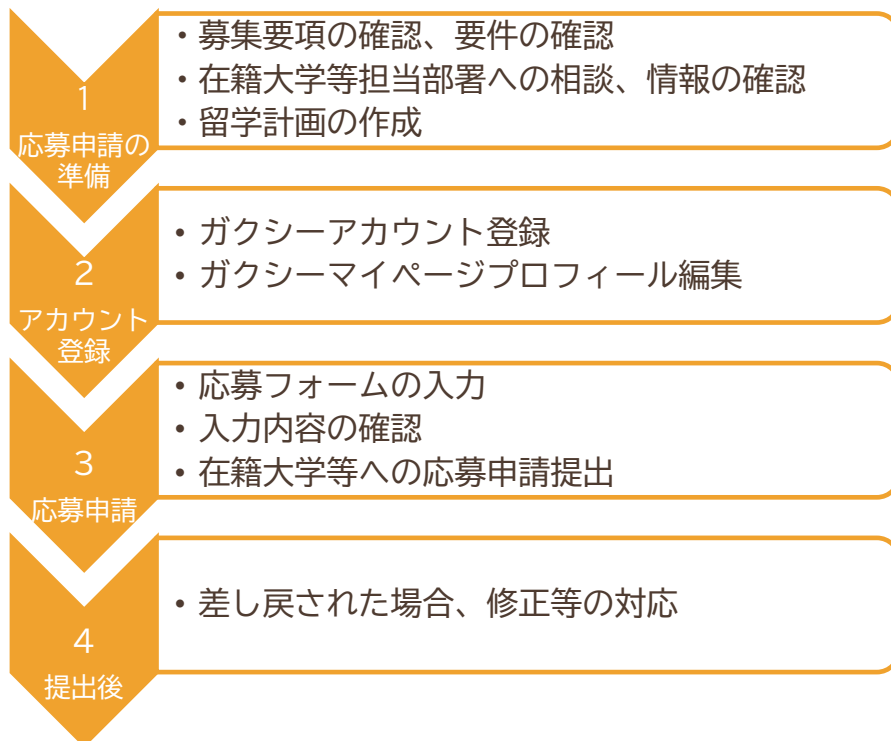 1
応募申請の
準備
・募集要項の確認、要件の確認
・在籍大学等担当部署への相談、情報の確認
・留学計画の作成
2
アカウント
登録
・ガクシーアカウント登録
・ガクシーマイページプロフィール編集
3
応募申請
・応募フォームの入力
・入力内容の確認
・在籍大学等への応募申請提出
4
提出後
・差し戻された場合、修正等の対応